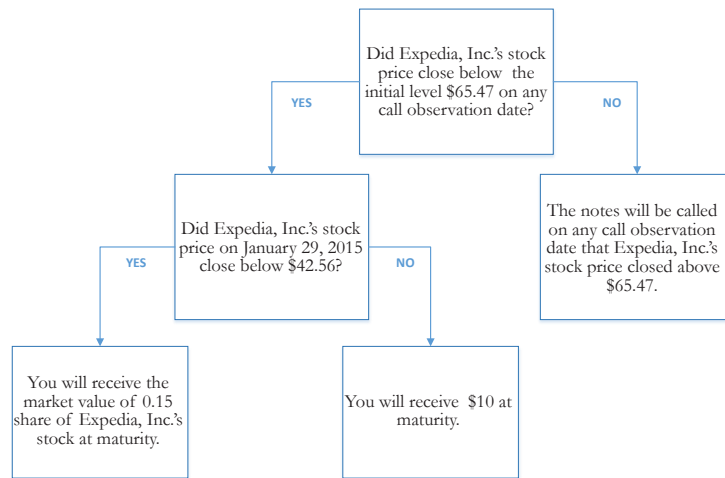 Did Expedia, Inc.'s stock
price close below the
initial level $65.47 on any
call observation date?
YES
NO
Did Expedia, Inc.'s stock
price on January 29, 2015
close below $42.56?
The notes will be called
on any call observation
date that Expedia, Inc.'s
stock price closed above
$65.47.
YES
NO
You will receive the
market value of 0.15
share of Expedia, Inc.'s
stock at maturity.
You will receive $10 at
maturity.